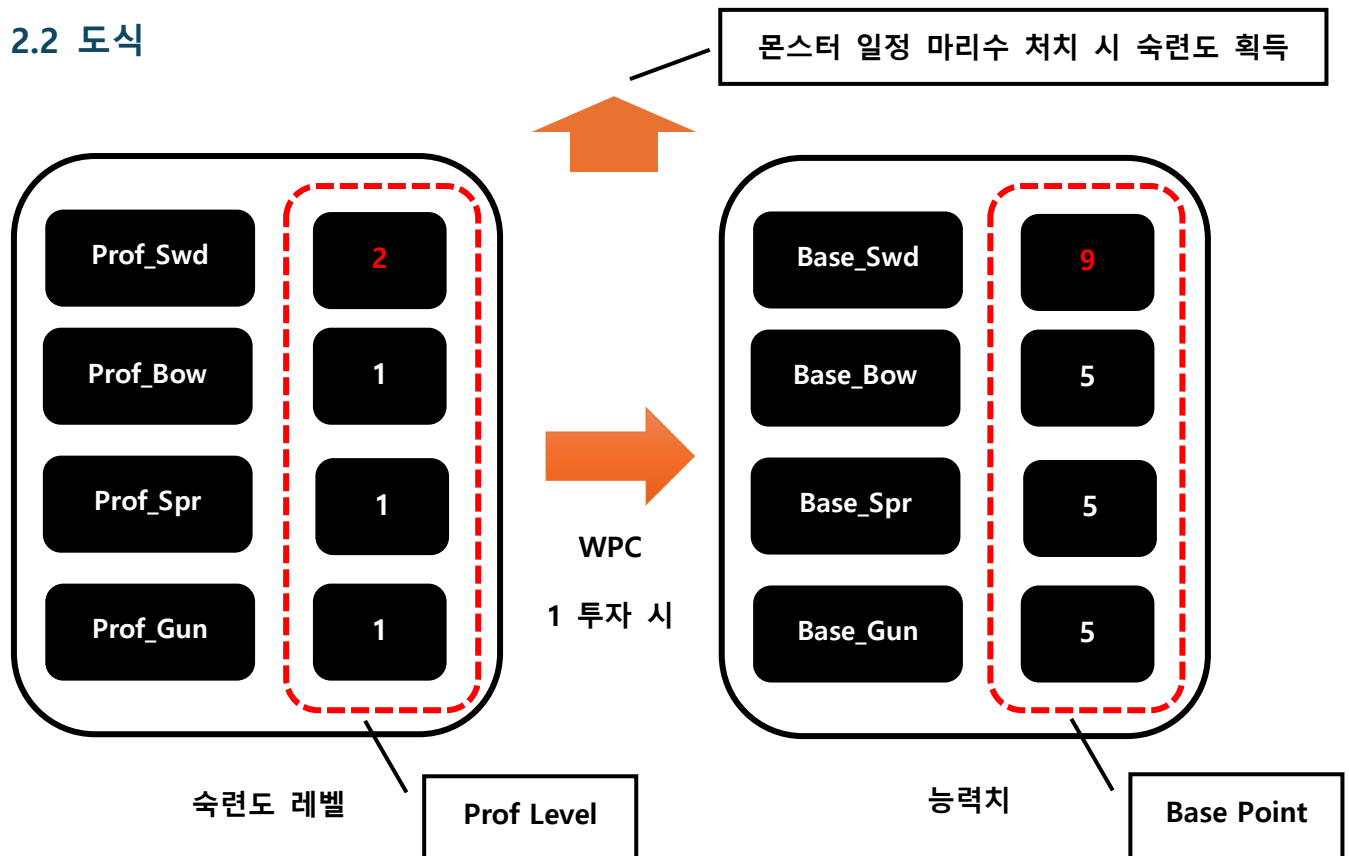 2.2 도식
몬스터 일정 마리수 처치 시 숙련도 획득
Prof_Swd
2
Prof_Bow
1
Prof_Spr
1
Prof_Gun
1
WPC
1 투자 시
Base_Swd
9
Base_Bow
5
Base_Spr
5
Base_Gun
5
숙련도 레벨
Prof Level
능력치
Base Point